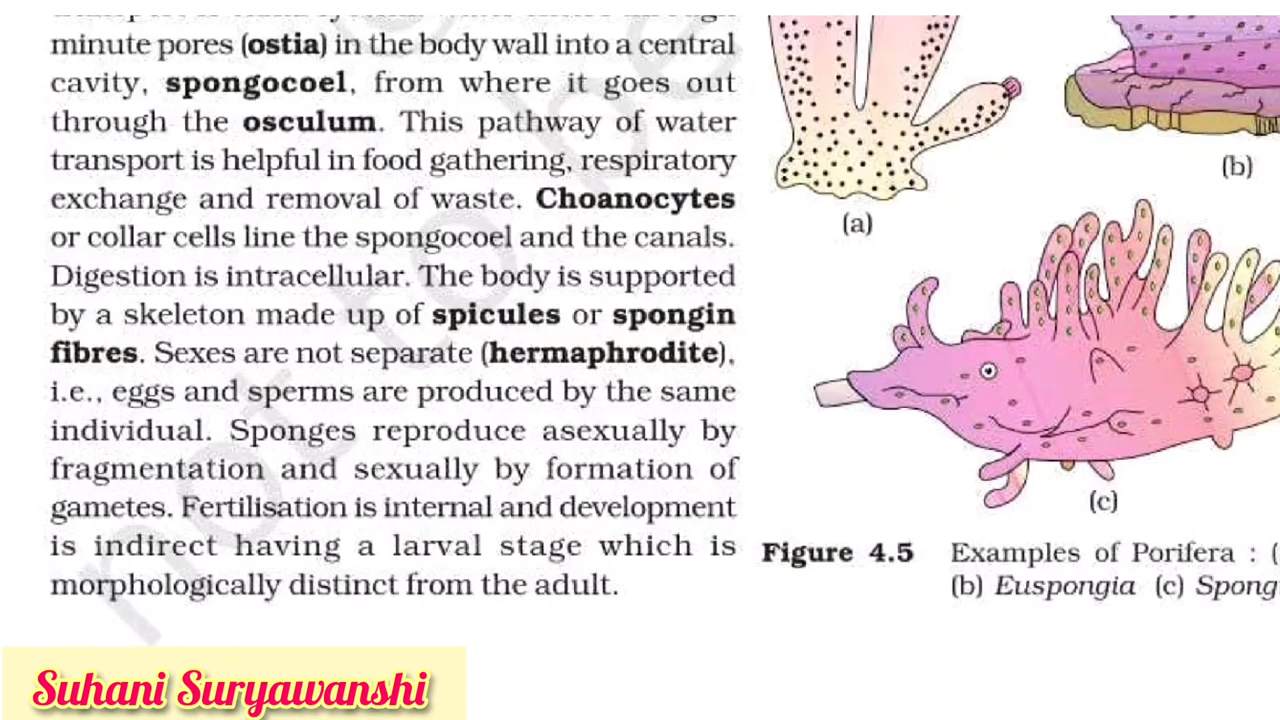 minute pores (ostia) in the body wall into a central
cavity, spongocoel, from where it goes out
through the osculum. This pathway of water
transport is helpful in food gathering, respiratory
exchange and removal of waste. Choanocytes
or collar cells line the spongocoel and the canals.
Digestion is intracellular. The body is supported
by a skeleton made up of spicules or spongin
fibres. Sexes are not separate (hermaphrodite),
i.e., eggs and sperms are produced by the same
individual. Sponges reproduce asexually by
fragmentation and sexually by formation of
gametes. Fertilisation is internal and development
is indirect having a larval stage which is
morphologically distinct from the adult.
(a)
(b)
(c)
Figure 4.5 Examples of Porifera : (
(b) Euspongia (c) Spong
not to be
Suhani Suryawanshi